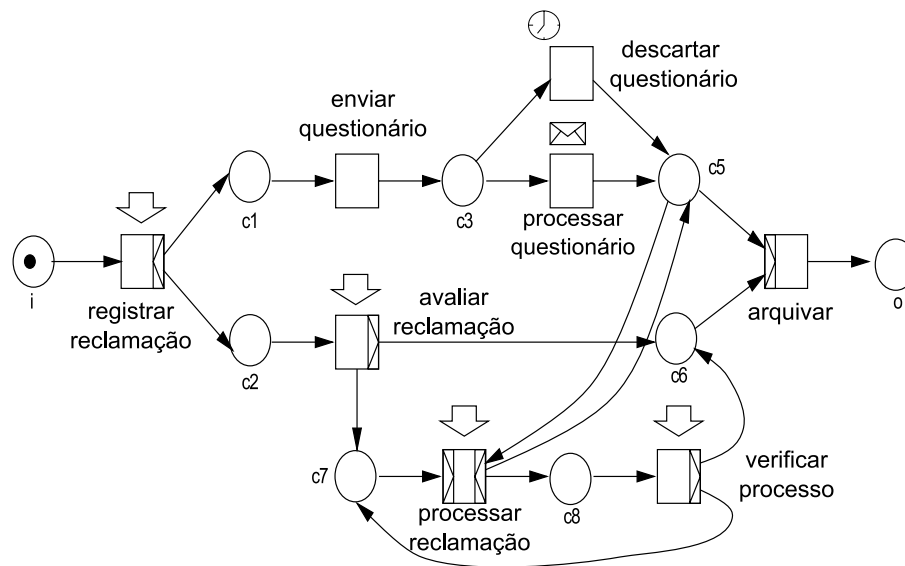 descartar
questionário
enviar
questionário
c5
c3
c1
processar
questionário
i
registrar
reclamação
avaliar
reclamação
arquivar
o
c2
c6
c7
verificar
processo
processar
reclamação
c8